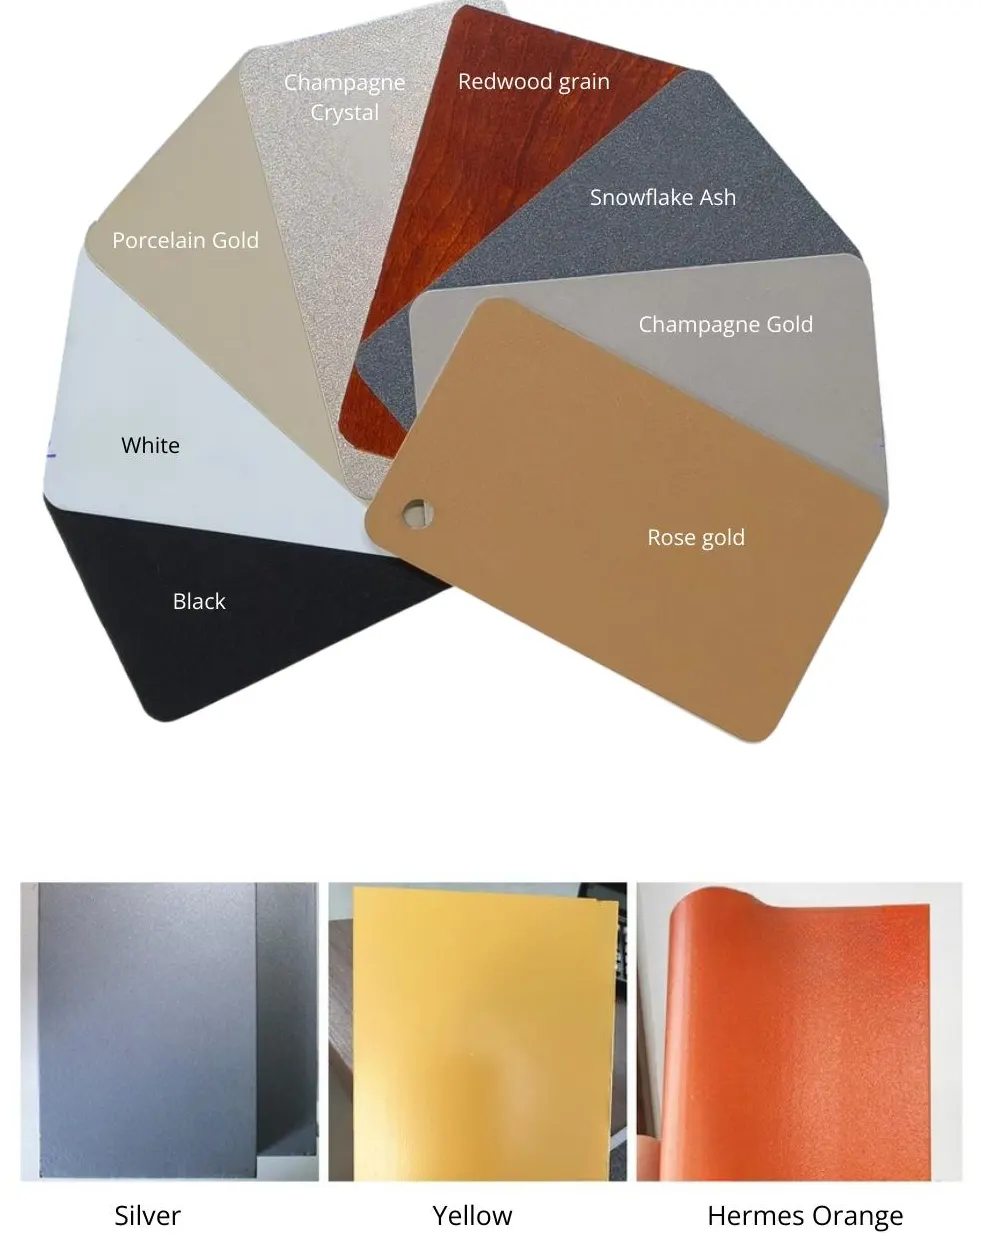 Champagne
Crystal
Redwood grain
Snowflake Ash
Porcelain Gold
Champagne Gold
White
Rose gold
Black
Silver
Yellow
Hermes Orange